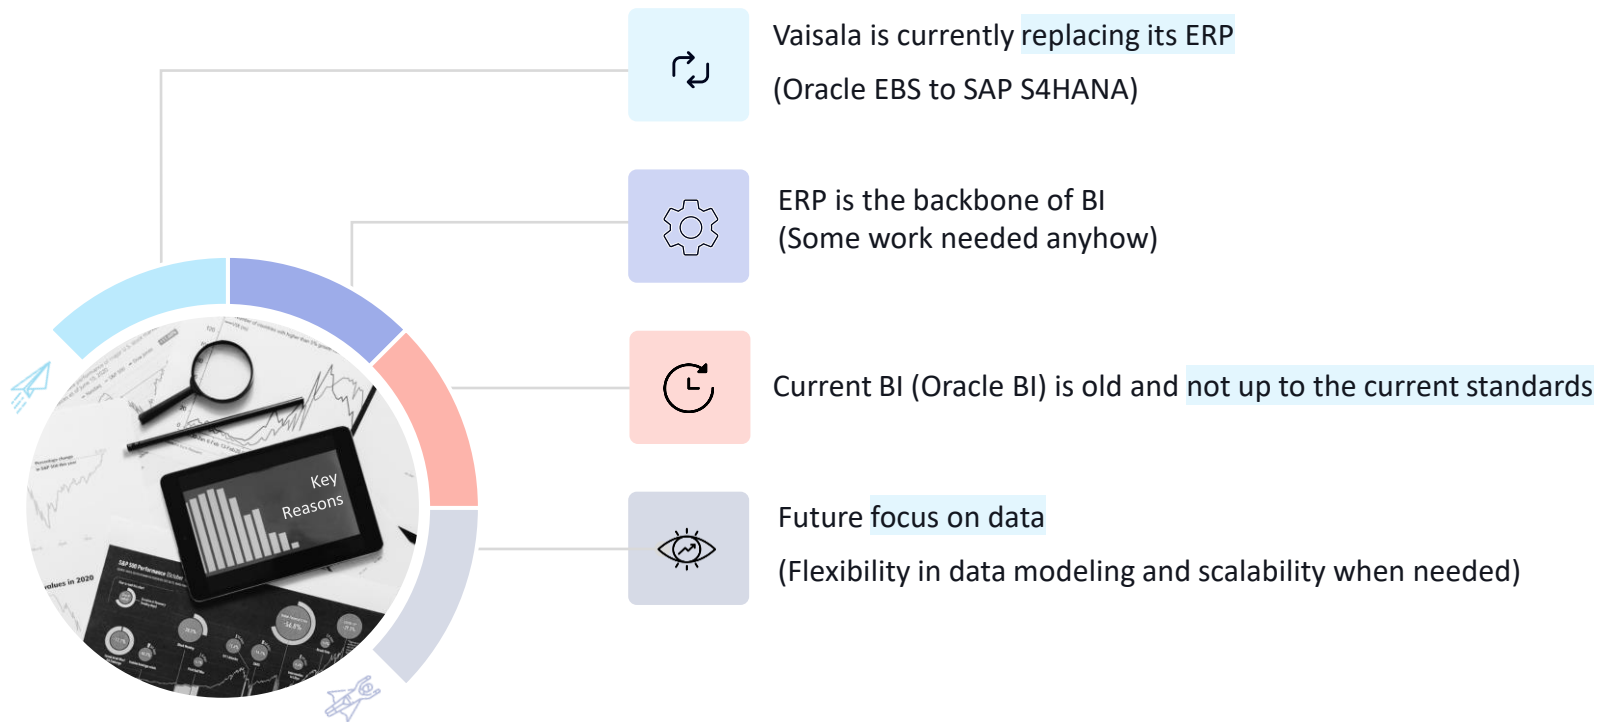 Vaisala is currently replacing its ERP
(Oracle EBS to SAP S4HANA)
ERP is the backbone of BI
(Some work needed anyhow)
Current BI (Oracle BI) is old and not up to the current standards
Future focus on data
(Flexibility in data modeling and scalability when needed)
Key
Reasons
S&P 500 Performance October
values in 2020